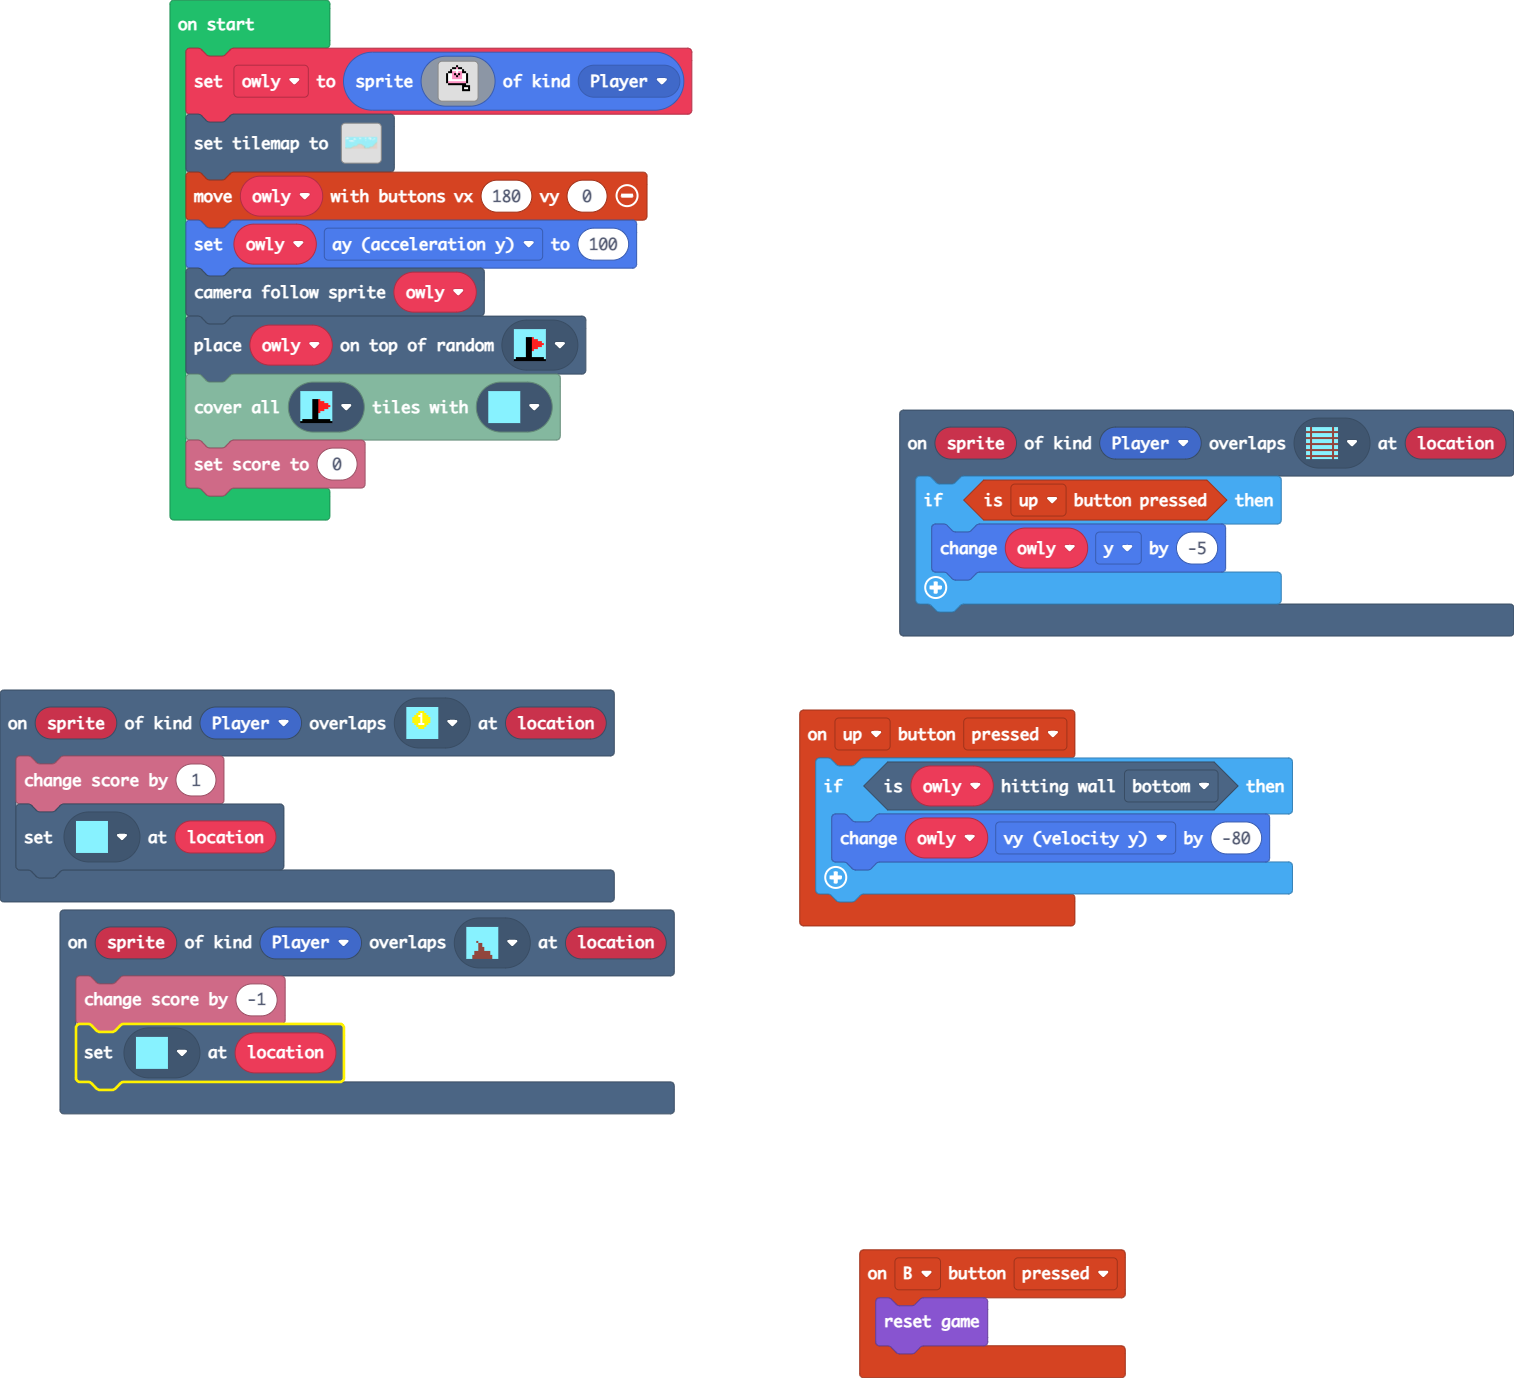 on start
set owly to sprite of kind Player
set tilemap to
move owly with buttons vx 180 vy 0
set owly ay (acceleration y) to 100
camera follow sprite owly
place owly on top of random
cover all tiles with
set score to 0
on sprite of kind Player overlaps at location
if is up button pressed then
change owly y by -5
on sprite of kind Player overlaps 1 at location
change score by 1
set at location
on sprite of kind Player overlaps at location
change score by -1
set at location
on up button pressed
if is owly hitting wall bottom then
change owly vy (velocity y) by -80
on B button pressed
reset game